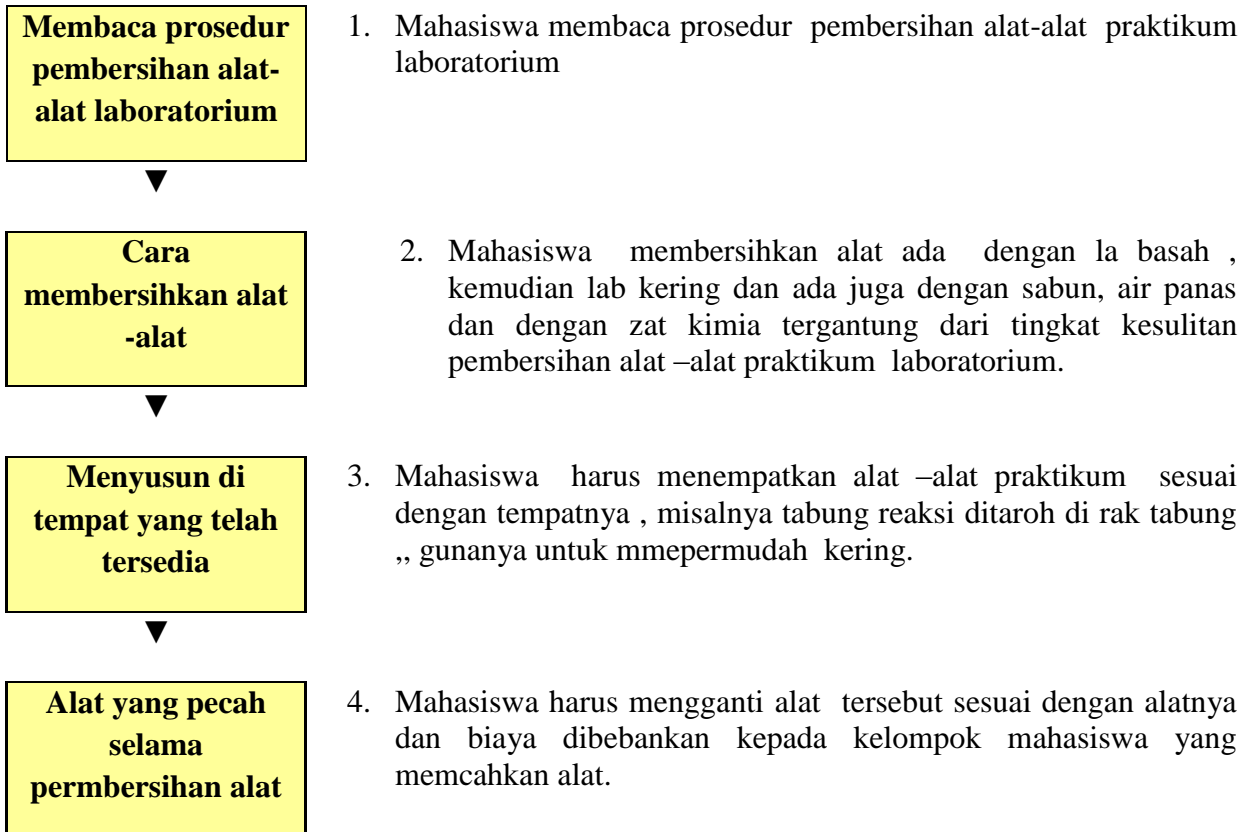 Membaca prosedur
pembersihan alat-
alat laboratorium
1. Mahasiswa membaca prosedur pembersihan alat-alat praktikum
laboratorium
▼
Cara
membersihkan alat
-alat
2. Mahasiswa membersihkan alat ada dengan la basah ,
kemudian lab kering dan ada juga dengan sabun, air panas
dan dengan zat kimia tergantung dari tingkat kesulitan
pembersihan alat –alat praktikum laboratorium.
▼
Menyusun di
tempat yang telah
tersedia
3. Mahasiswa harus menempatkan alat –alat praktikum sesuai
dengan tempatnya , misalnya tabung reaksi ditaroh di rak tabung
,, gunanya untuk mmepermudah kering.
▼
Alat yang pecah
selama
permbersihan alat
4. Mahasiswa harus mengganti alat tersebut sesuai dengan alatnya
dan biaya dibebankan kepada kelompok mahasiswa yang
memcahkan alat.